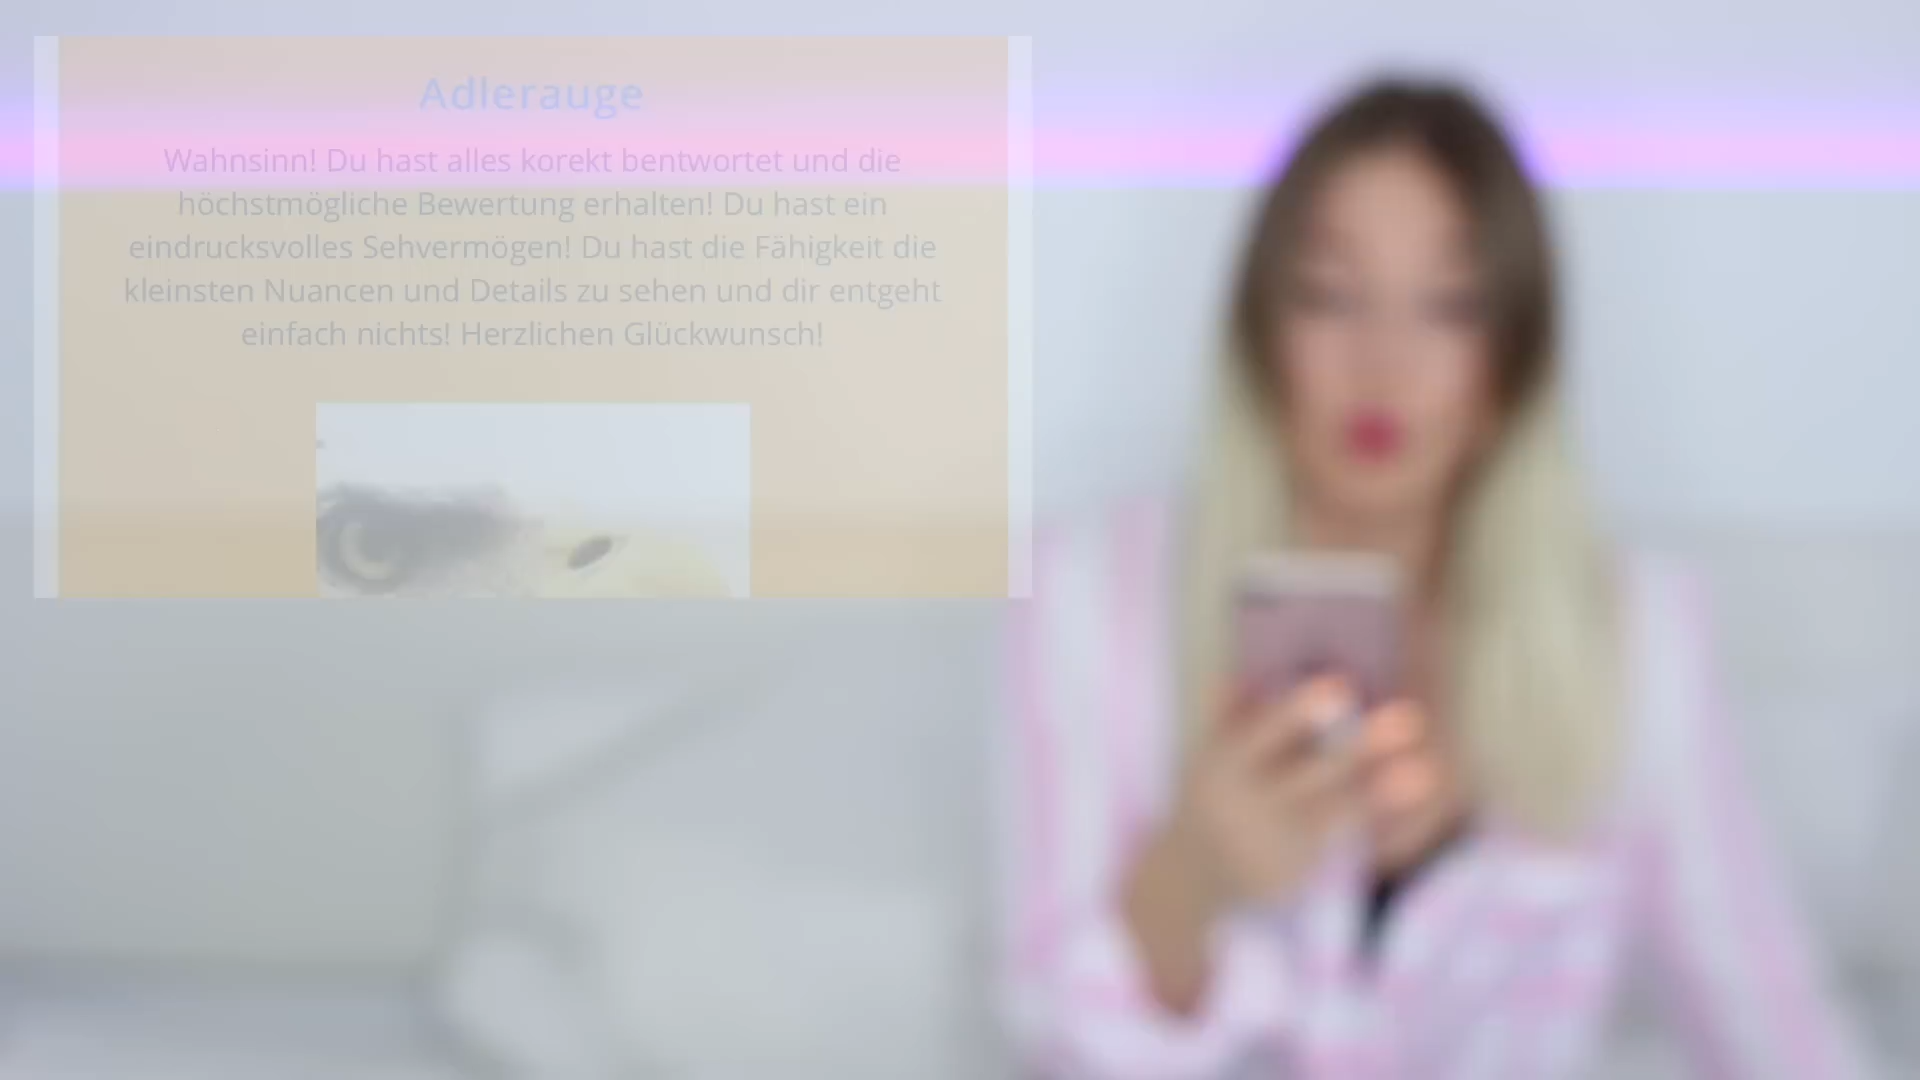 Adlerauge
Wahnsinn! Du hast alles korekt bentwortet und die
höchstmögliche Bewertung erhalten! Du hast ein
eindrucksvolles Sehvermögen! Du hast die Fähigkeit die
kleinsten Nuancen und Details zu sehen und dir entgeht
einfach nichts! Herzlichen Glückwunsch!